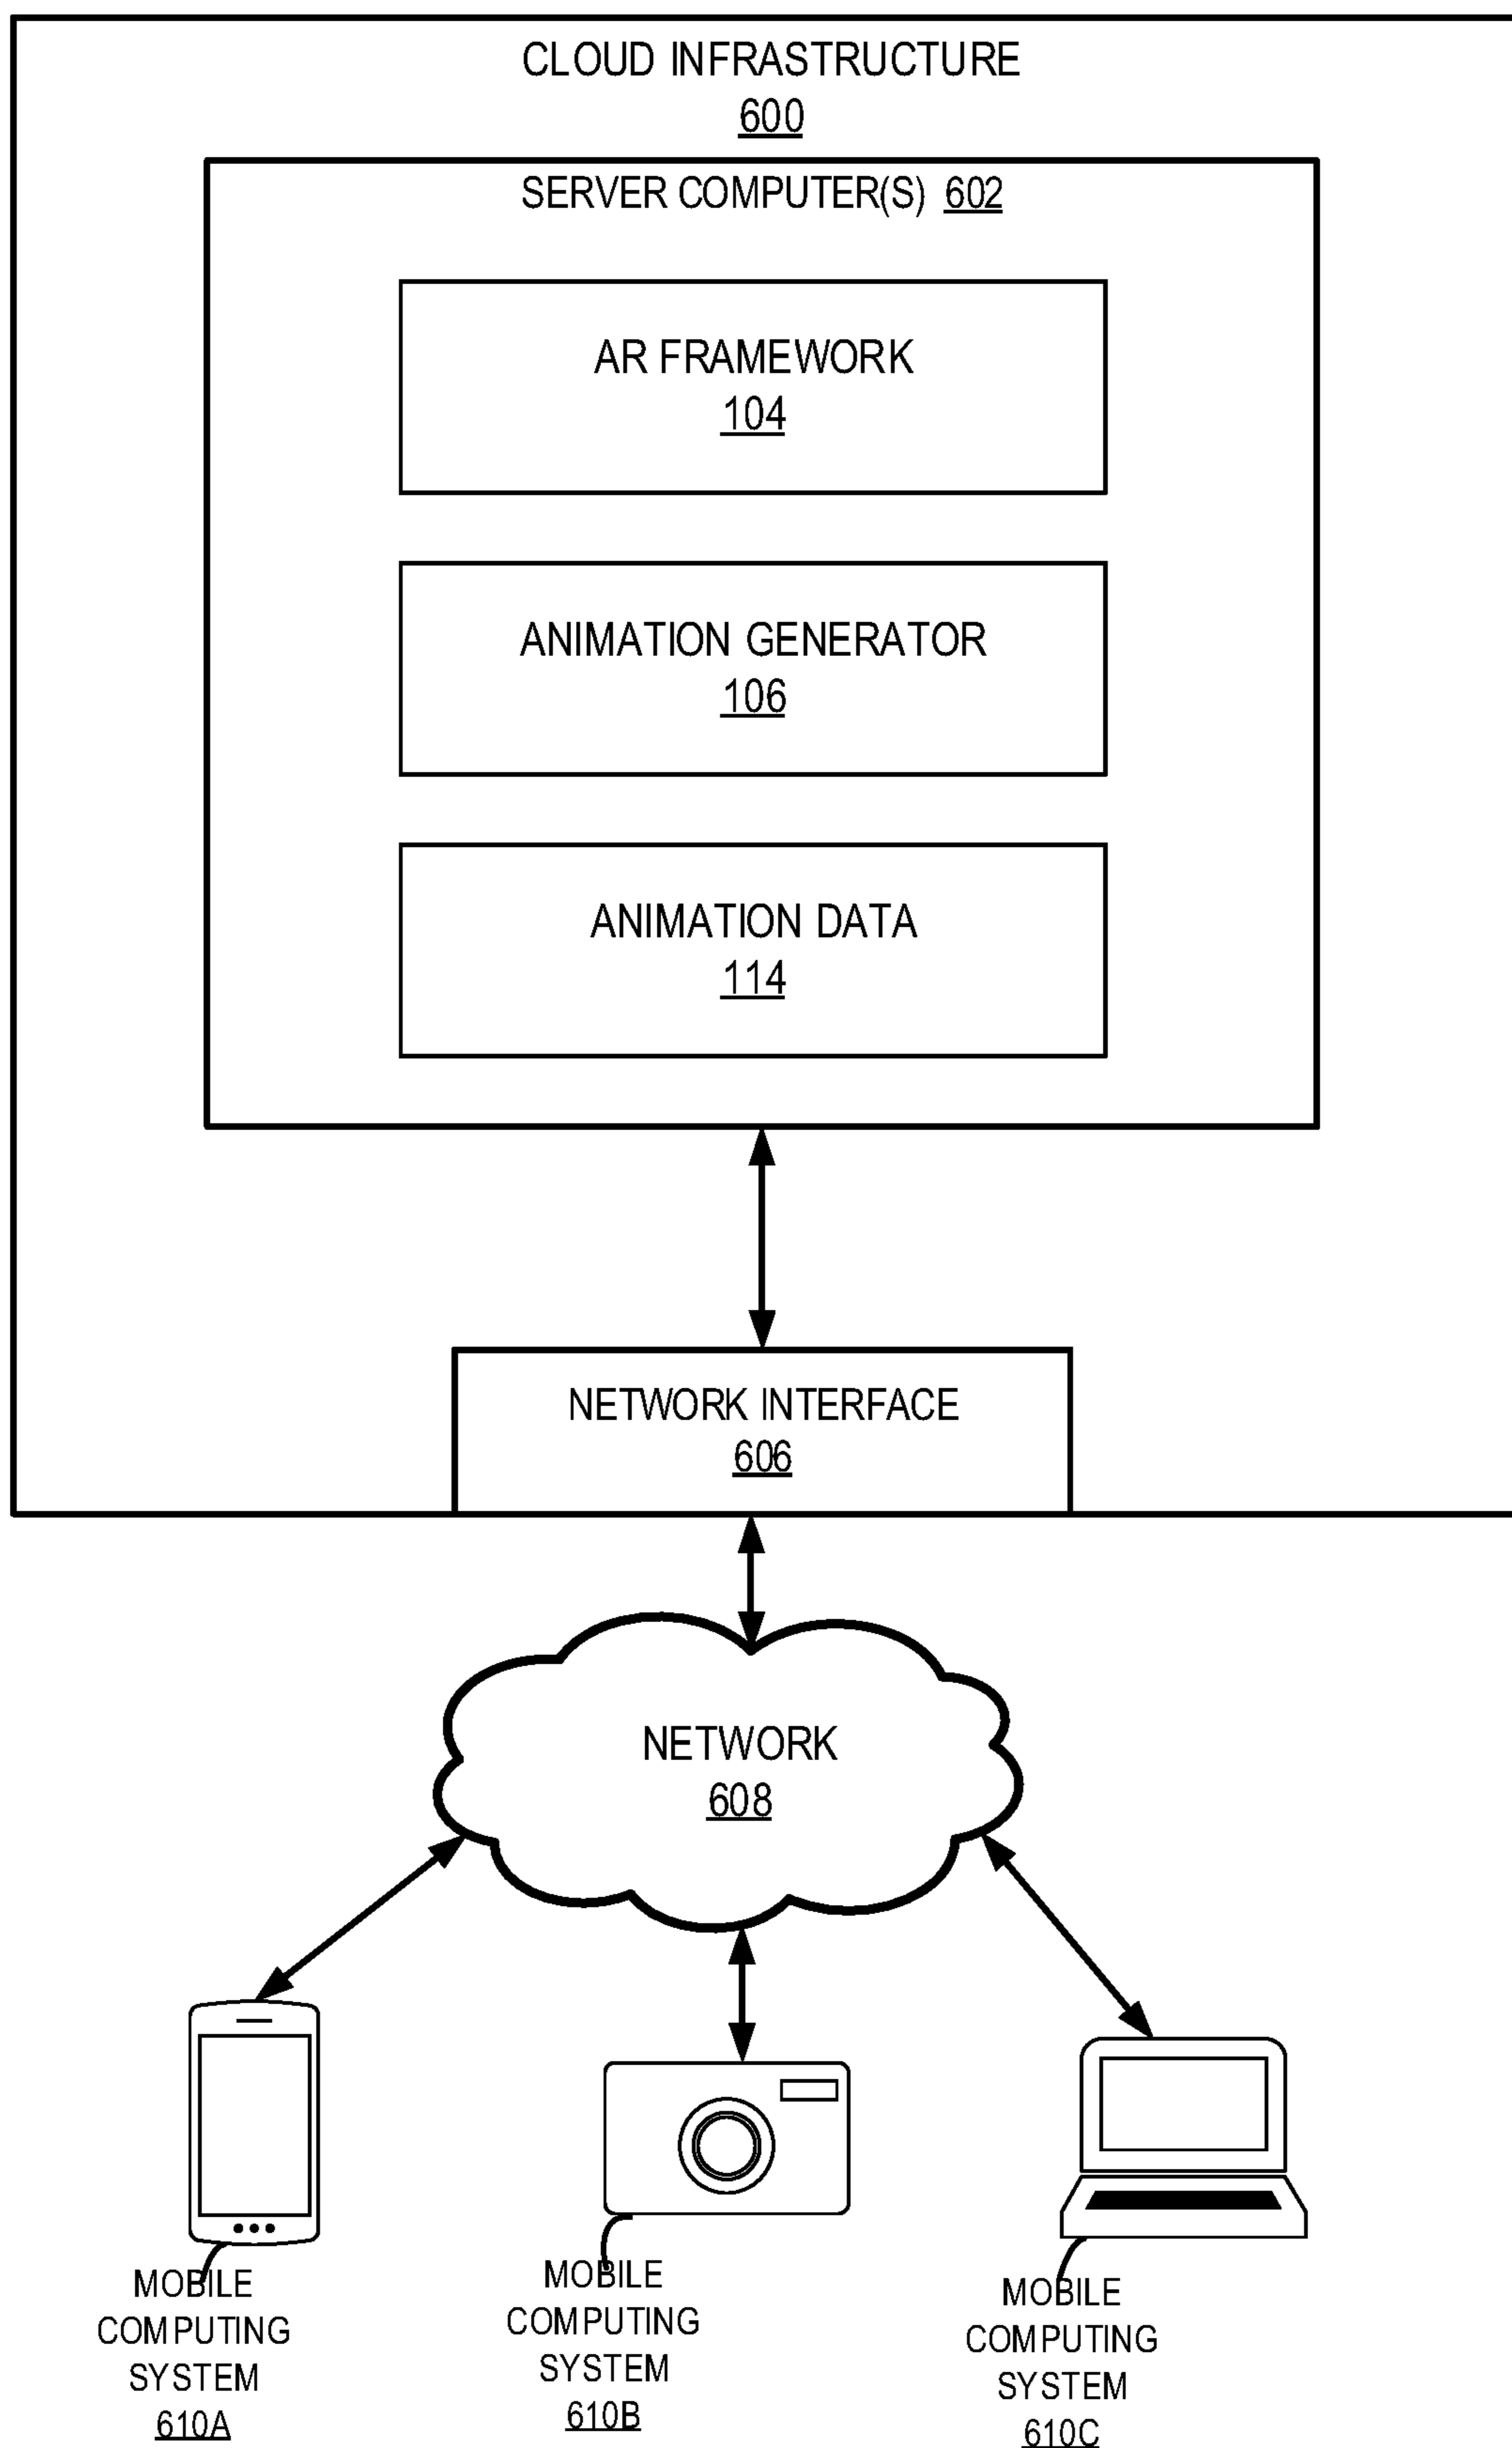 CLOUD INFRASTRUCTURE
600
SERVER COMPUTER(S) 602
AR FRAMEWORK
104
ANIMATION GENERATOR
106
ANIMATION DATA
114
NETWORK INTERFACE
606
NETWORK
608
MOBILE
COMPUTING
SYSTEM
610A
MOBILE
COMPUTING
SYSTEM
610B
MOBILE
COMPUTING
SYSTEM
610C